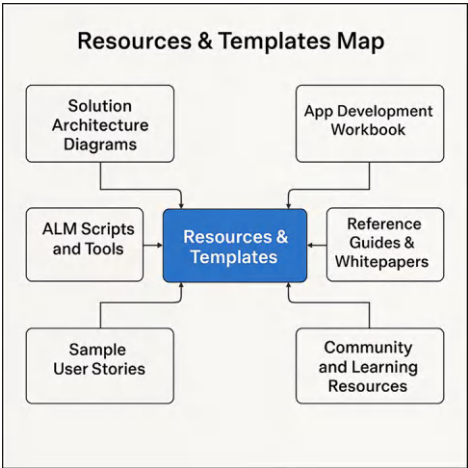 Resources & Templates Map
Solution
Architecture
Diagrams
App Development
Workbook
ALM Scripts
and Tools
Resources &
Templates
Reference
Guides &
Whitepapers
Sample
User Stories
Community
and Learning
Resources